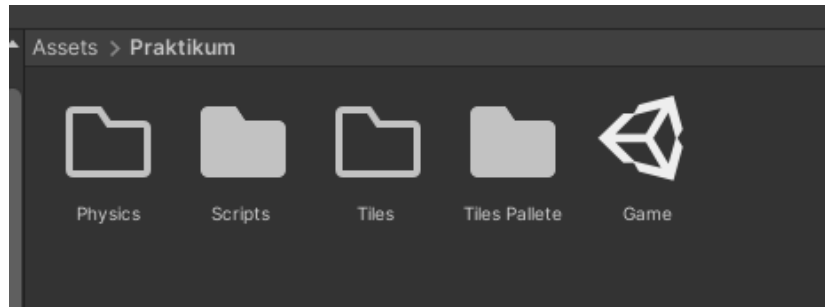 Assets > Praktikum
Physics
Scripts
Tiles
Tiles Pallete
Game